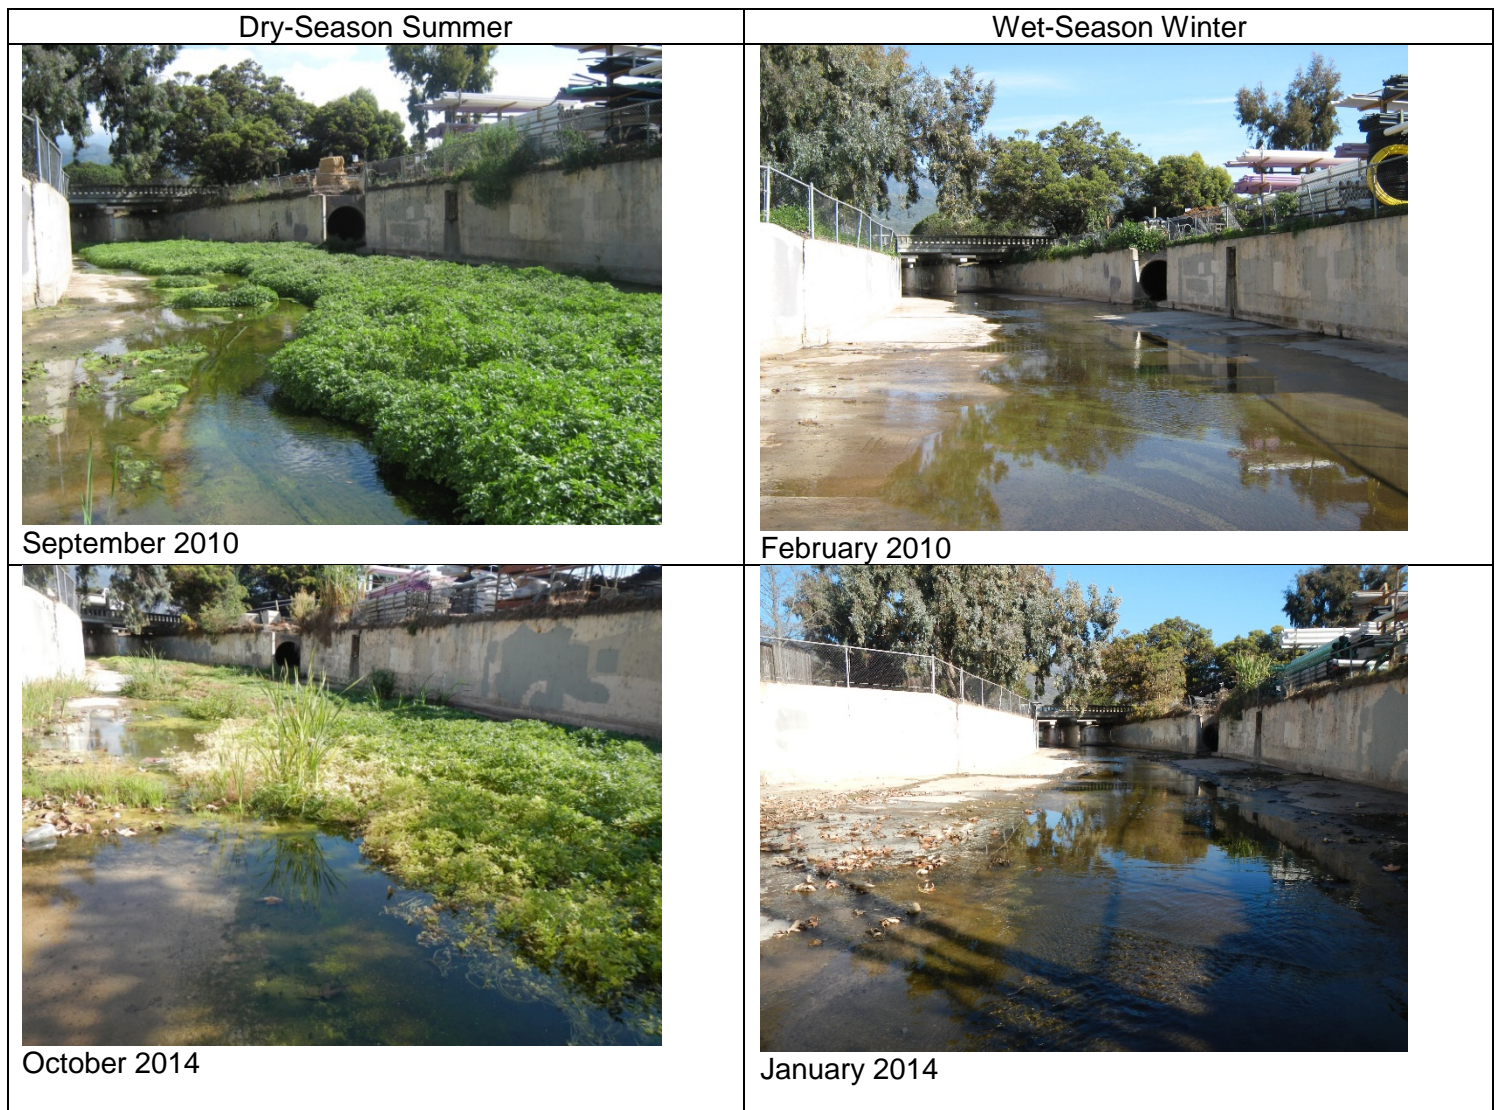 Dry-Season Summer
Wet-Season Winter
September 2010
February 2010
October 2014
January 2014